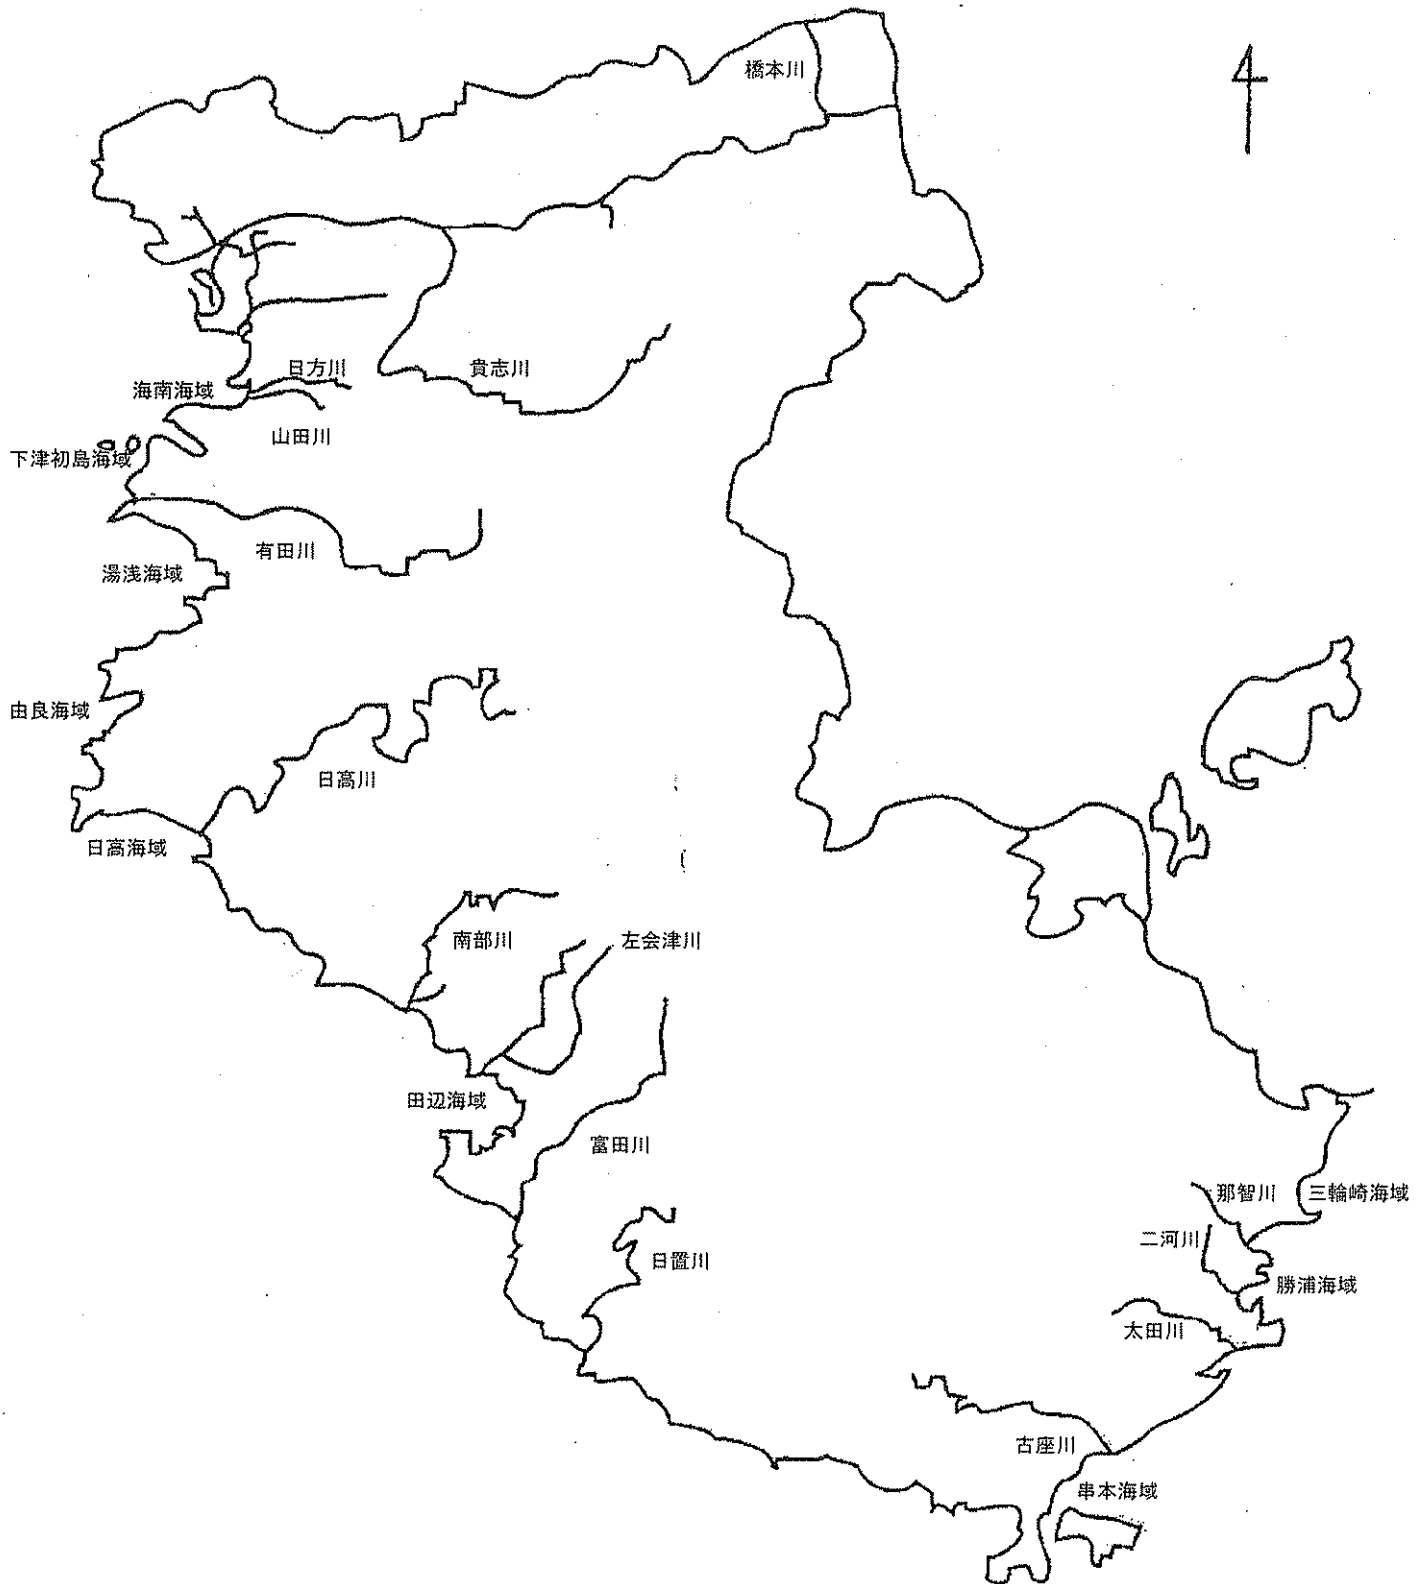 橋本川
日方川
貴志川
海南海域
山田川
下津初島海域
有田川
湯浅海域
由良海域
日高川
日高海域
南部川
左会津川
田辺海域
富田川
那智川
三輪崎海域
二河川
日置川
勝浦海域
太田川
古座川
串本海域